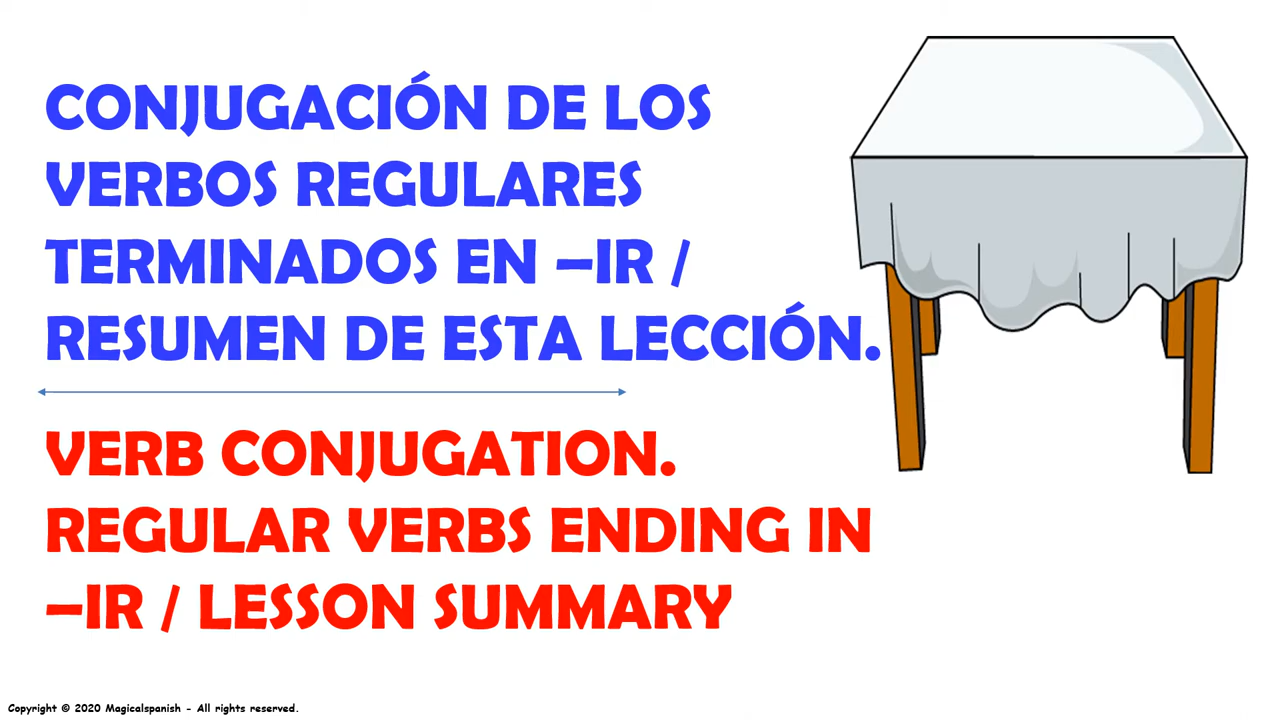 CONJUGACIÓN DE LOS
VERBOS REGULARES
TERMINADOS EN –IR /
RESUMEN DE ESTA LECCIÓN.
VERB CONJUGATION.
REGULAR VERBS ENDING IN
–IR / LESSON SUMMARY
Copyright © 2020 Magicalspanish - All rights reserved.